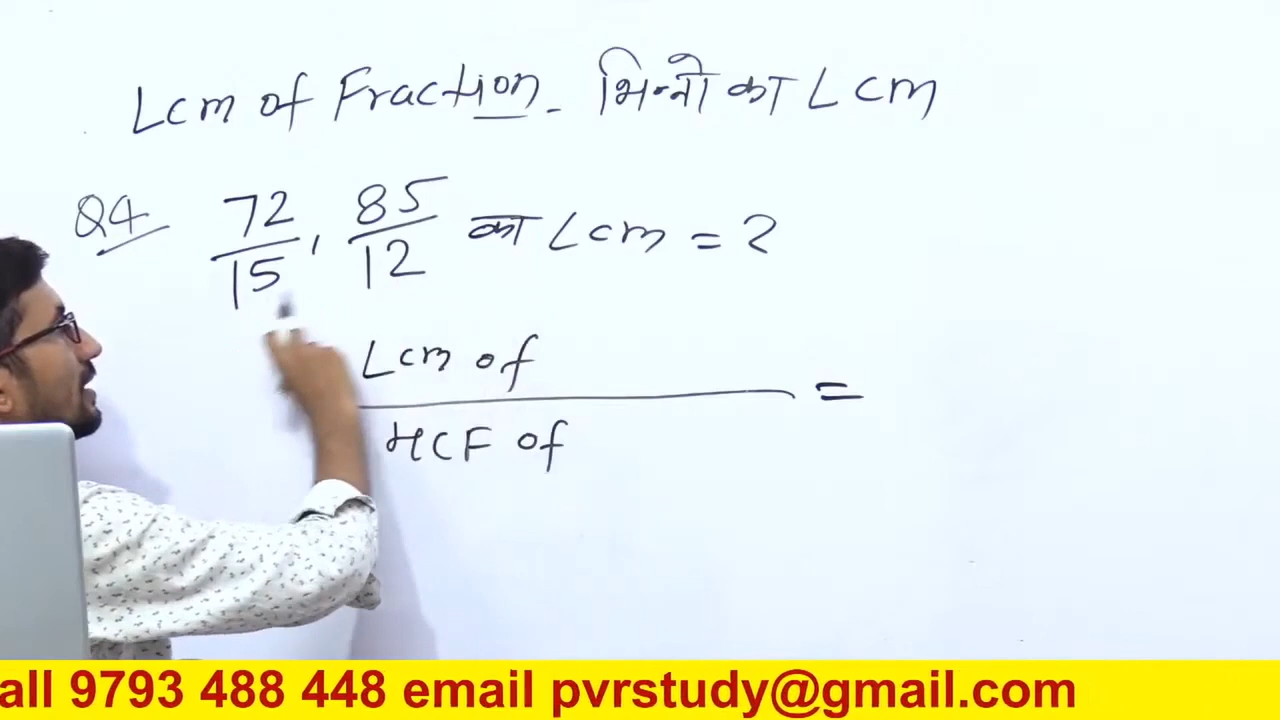 Lcm of Fraction - भिन्नो का Lcm
Q4 72/15 , 85/12 का Lcm = ?
Lcm of
HCF of =
all 9793 488 448 email pvrstudy@gmail.com